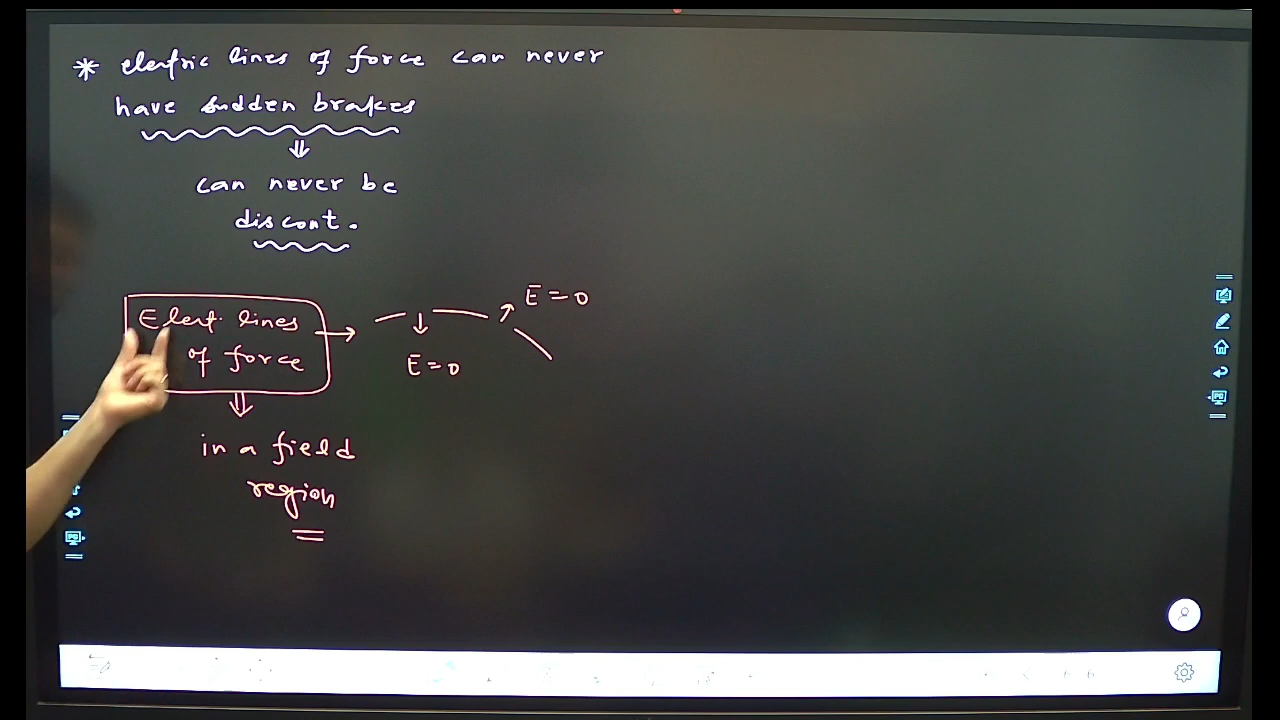 * electric lines of force can never
have sudden brakes
⇓
can never be
discont.
Elect. lines
of force
→
E = 0
E = 0
⇓
in a field
region